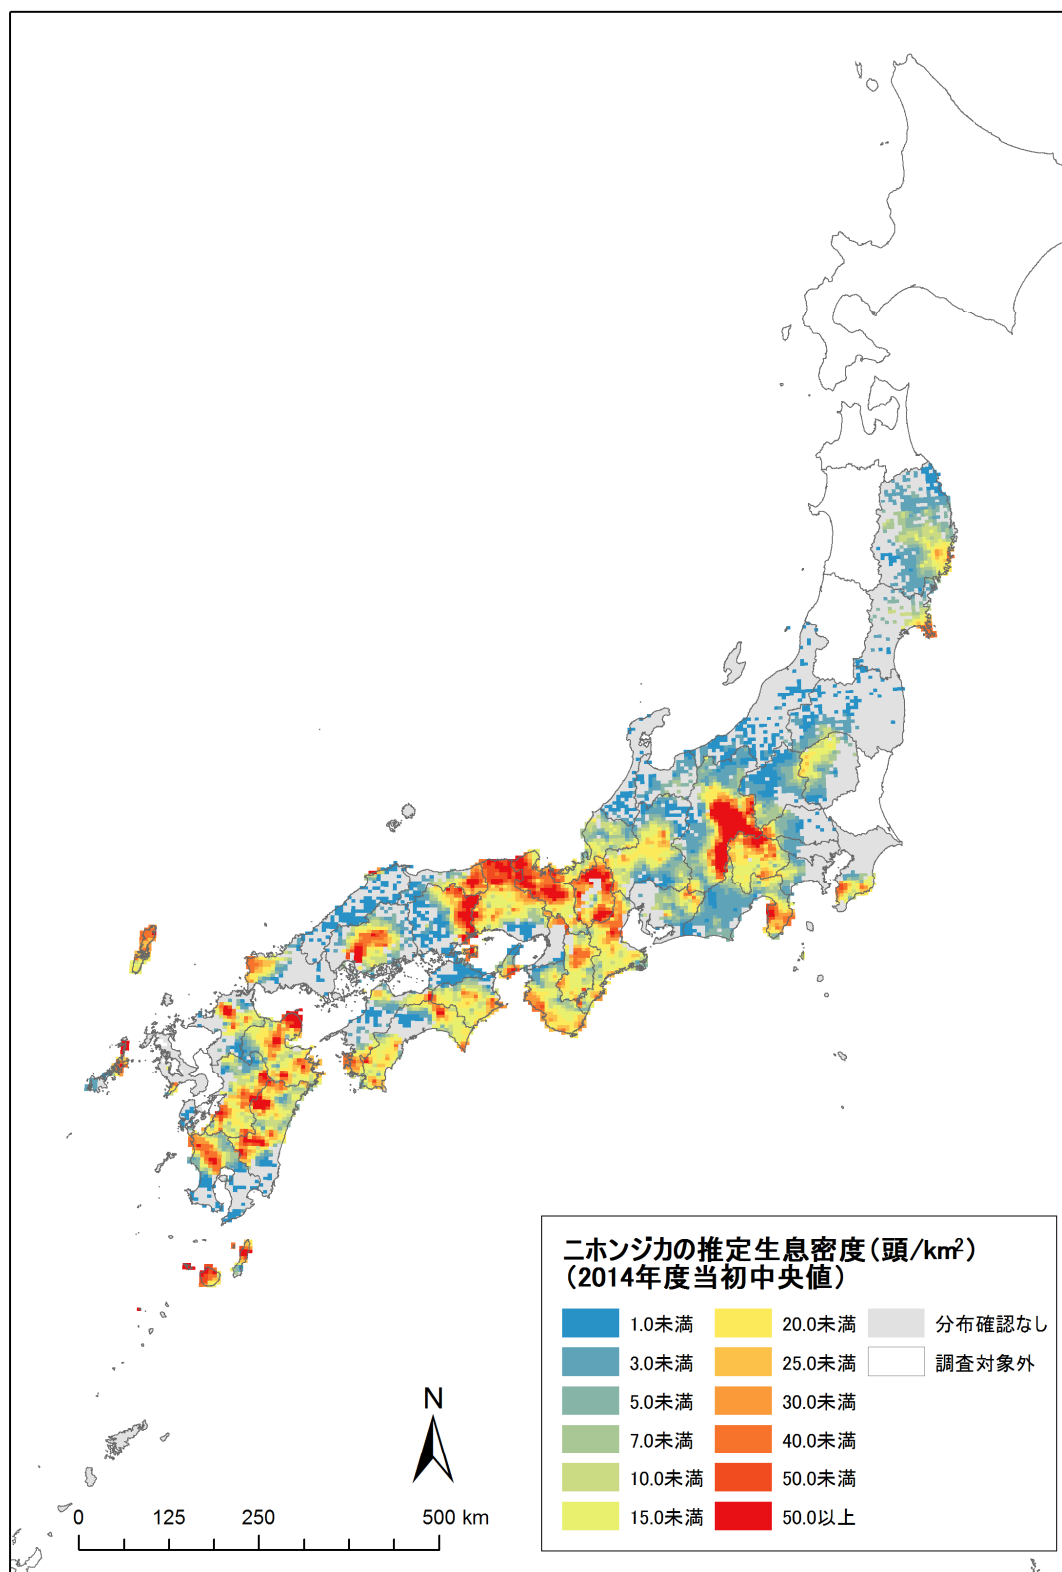 ニホンジカの推定生息密度(頭/km²)
(2014年度当初中央値)
1.0未満 20.0未満 分布確認なし
3.0未満 25.0未満 調査対象外
5.0未満 30.0未満
7.0未満 40.0未満
10.0未満 50.0未満
15.0未満 50.0以上
N
0 125 250 500 km